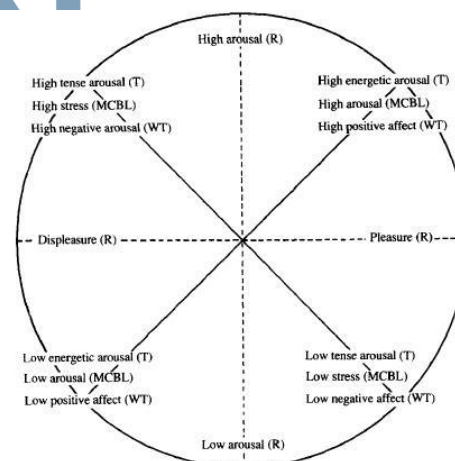 High arousal (R)
High tense arousal (T)
High stress (MCBL)
High negative arousal (WT)
High energetic arousal (T)
High arousal (MCBL)
High positive affect (WT)
Displeasure (R)
Pleasure (R)
Low energetic arousal (T)
Low arousal (MCBL)
Low positive affect (WT)
Low tense arousal (T)
Low stress (MCBL)
Low negative affect (WT)
Low arousal (R)